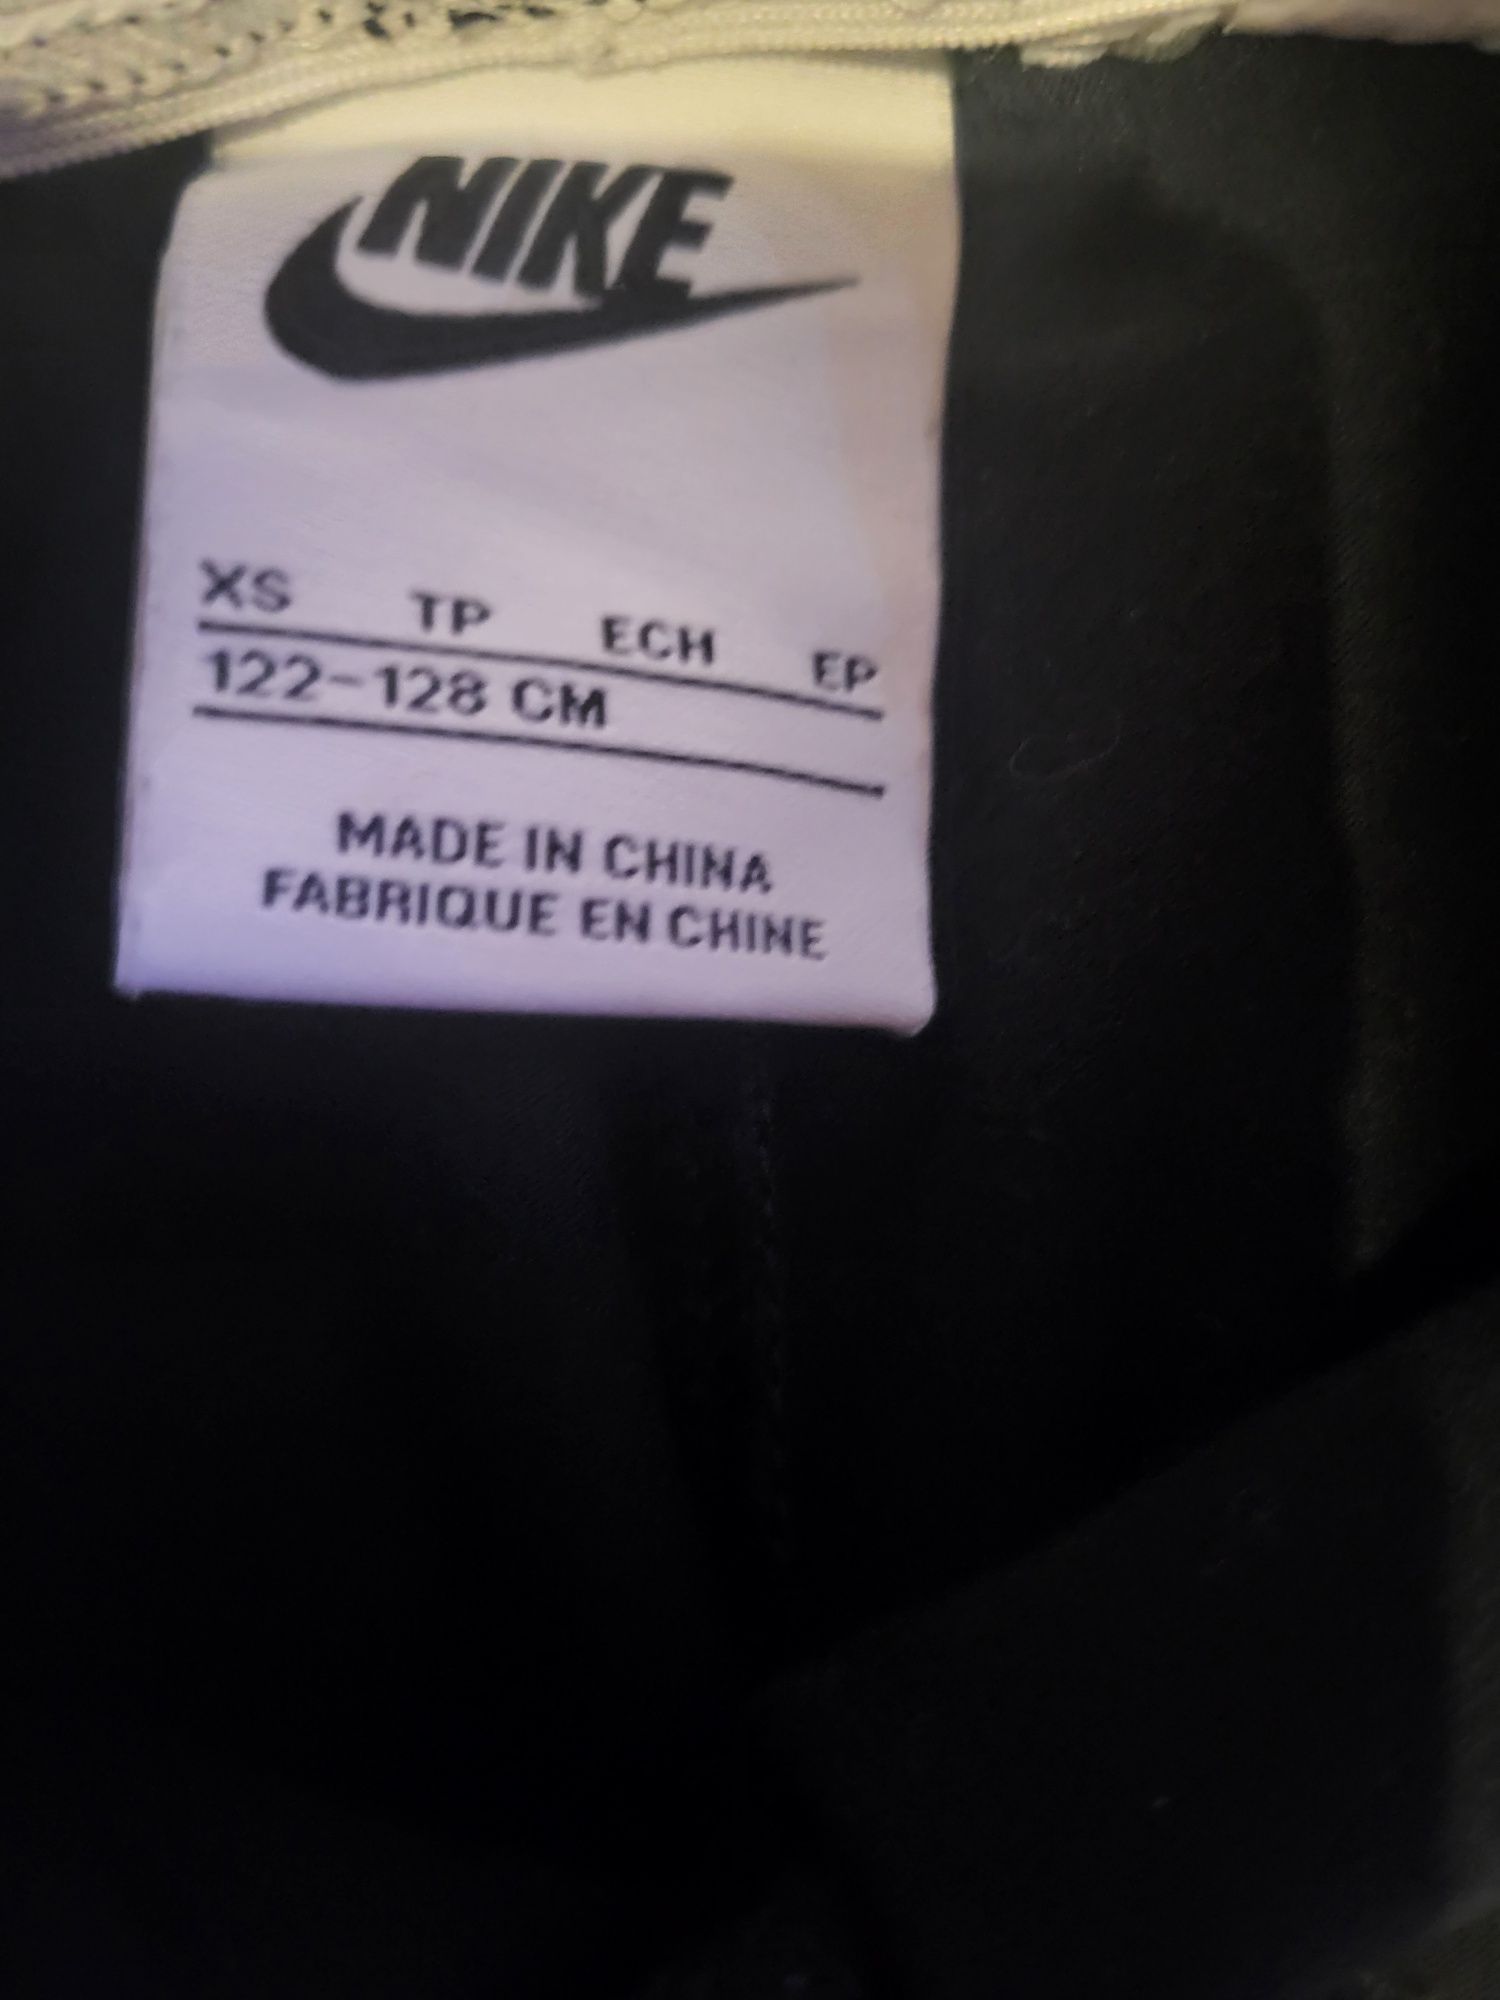 NIKE
XS TP ECH EP
122-128 CM
MADE IN CHINA
FABRIQUE EN CHINE